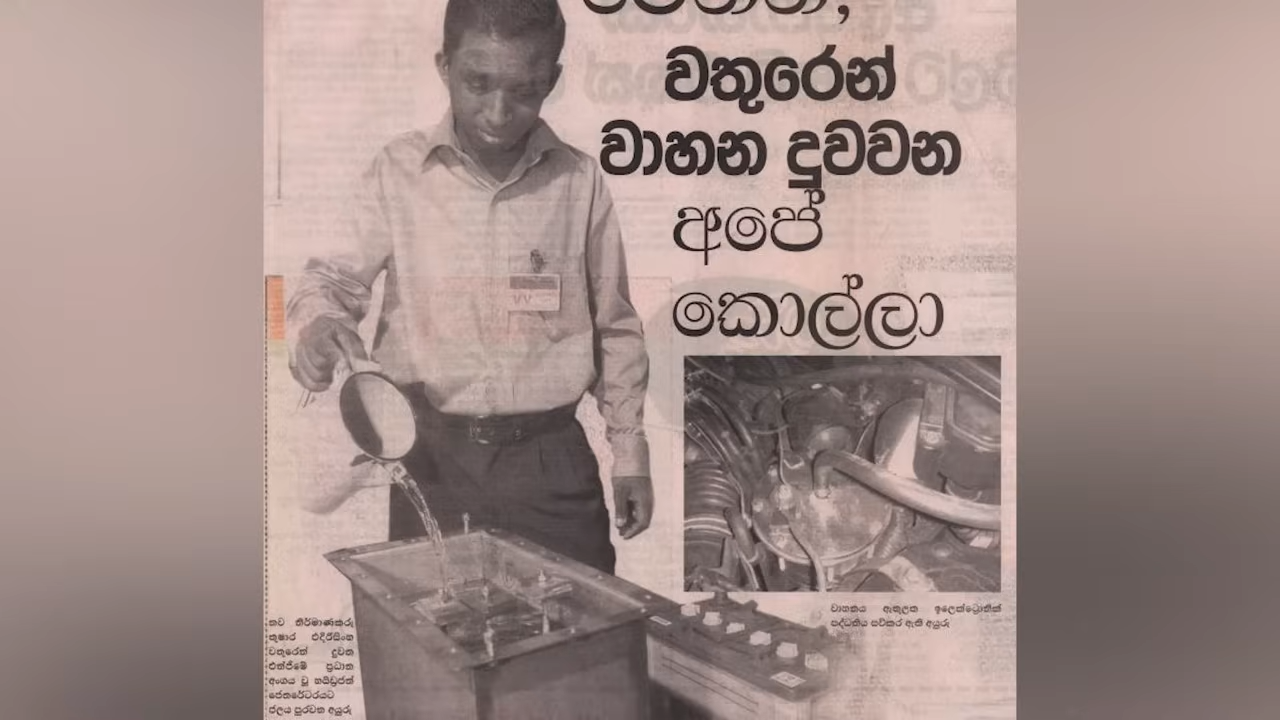 වතුරෙන්
වාහන දුවවන
අපේ
කොල්ලා
වාහනය ඇතුලත ඉලෙක්ට්‍රොනික්
පද්ධතිය සවිකර ඇති අයුරු
නව නිර්මාණකරු
තුෂාර එදිරිසිංහ
වතුරෙන් දුවන
එන්ජිමේ ප්‍රධාන
අංගය වූ හයිඩ්‍රජන්
ජෙනරේටරයට
ජලය පුරවන අයුරු